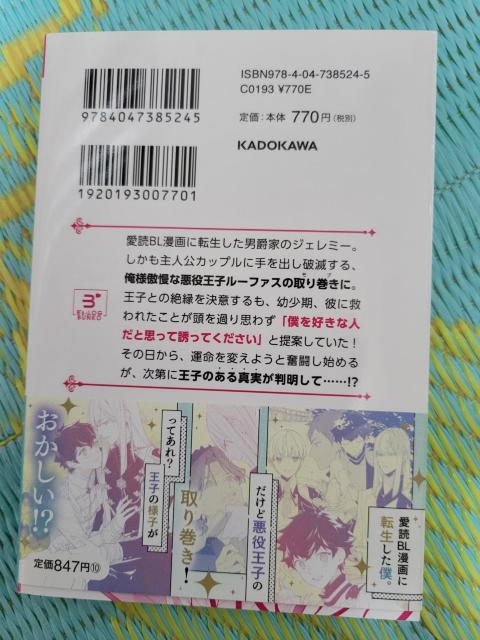 ISBN978-4-04-738524-5
C0193 ¥770E
定価：本体 770円（税別）
KADOKAWA
9784047385245
1920193007701
愛読BL漫画に転生した男爵家のジェレミー。
しかも主人公カップルに手を出し破滅する、
俺様傲慢な悪役王子ルーファスの取り巻きに。
王子との絶縁を決意するも、幼少期、彼に救
われたことが頭を過り思わず「僕を好きな人
だと思って誘ってください」と提案していた！
その日から、運命を変えようと奮闘し始める
が、次第に王子のある真実が判明して……!?
愛読BL漫画に
転生した僕。
だけど悪役王子の
取り巻き！
ってあれ？
王子の様子が
おかしい!?
定価847円⑩